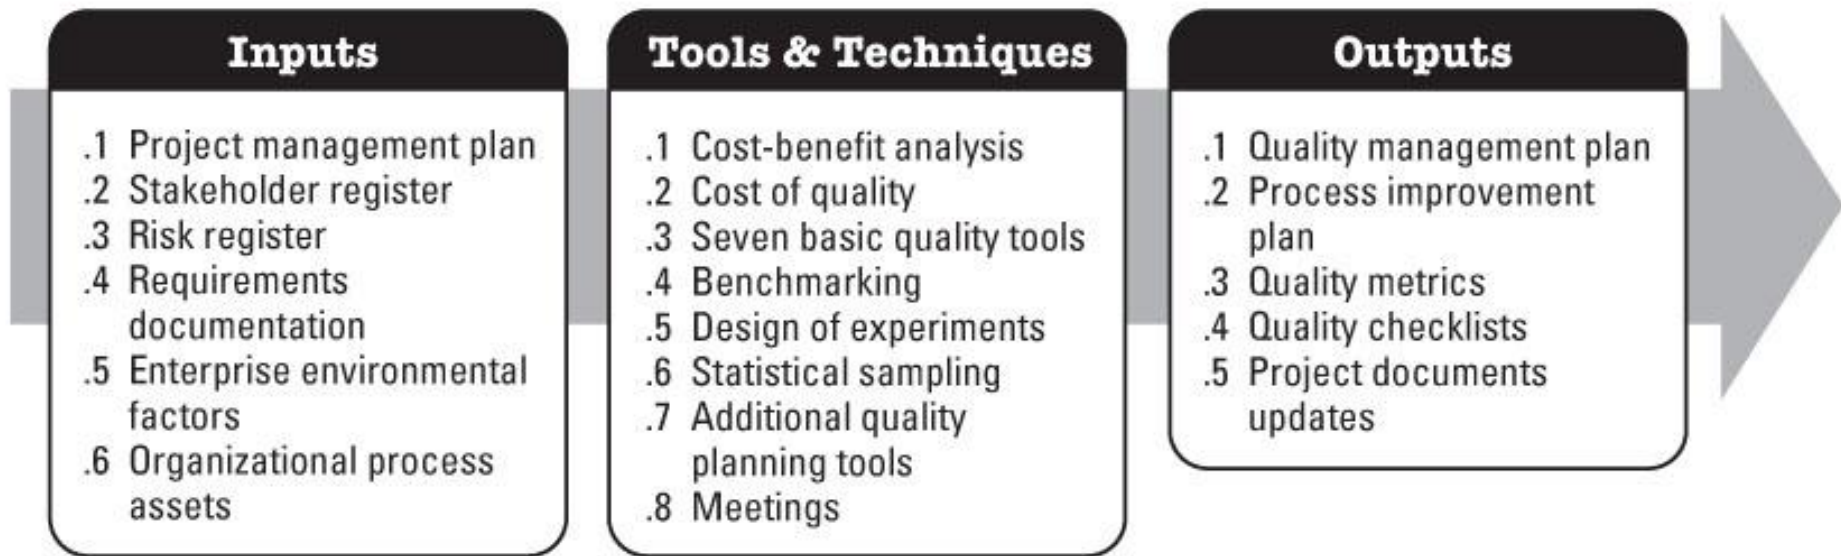 Inputs
.1 Project management plan
.2 Stakeholder register
.3 Risk register
.4 Requirements
documentation
.5 Enterprise environmental
factors
.6 Organizational process
assets
Tools & Techniques
.1 Cost-benefit analysis
.2 Cost of quality
.3 Seven basic quality tools
.4 Benchmarking
.5 Design of experiments
.6 Statistical sampling
.7 Additional quality
planning tools
.8 Meetings
Outputs
.1 Quality management plan
.2 Process improvement
plan
.3 Quality metrics
.4 Quality checklists
.5 Project documents
updates